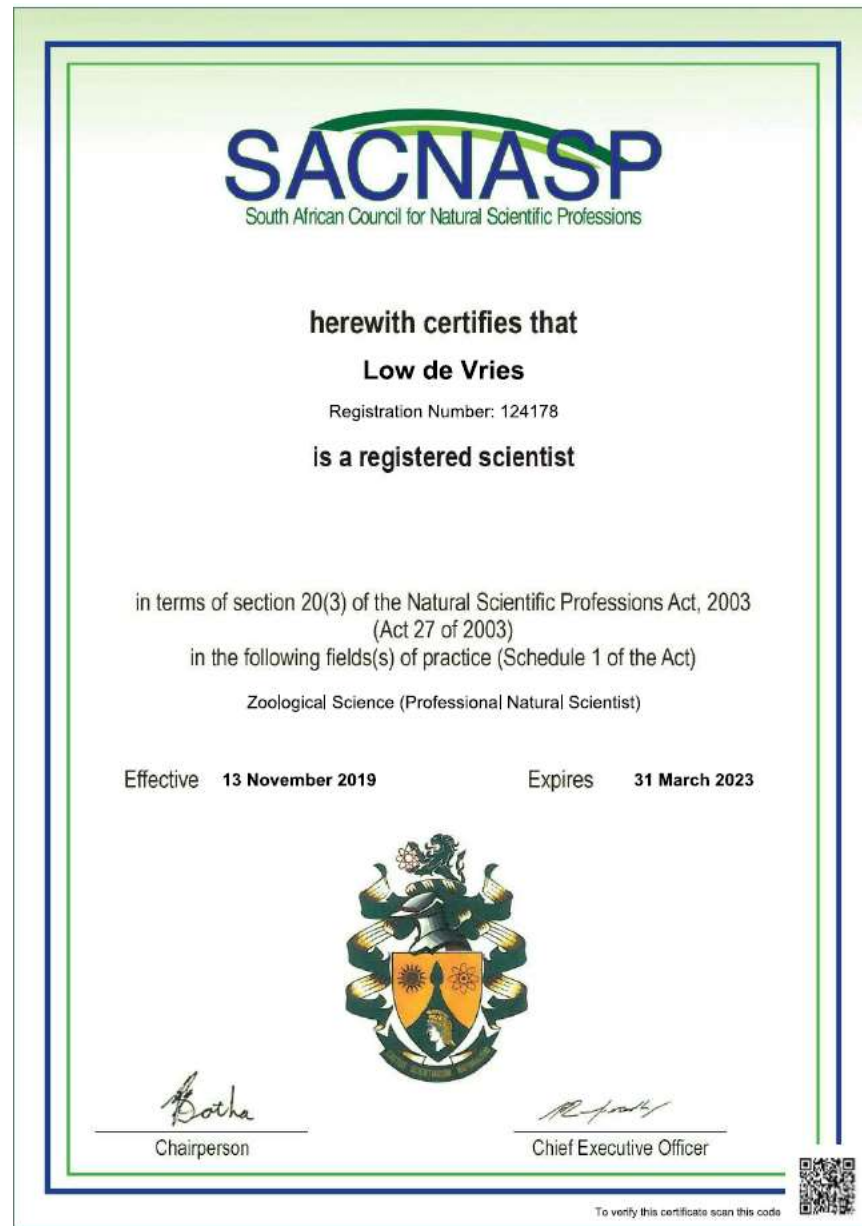 SACNASP
South African Council for Natural Scientific Professions
herewith certifies that
Low de Vries
Registration Number: 124178
is a registered scientist
in terms of section 20(3) of the Natural Scientific Professions Act, 2003
(Act 27 of 2003)
in the following fields(s) of practice (Schedule 1 of the Act)
Zoological Science (Professional Natural Scientist)
Effective 13 November 2019 Expires 31 March 2023
Botha
Chairperson Chief Executive Officer
To verify this certificate scan this code